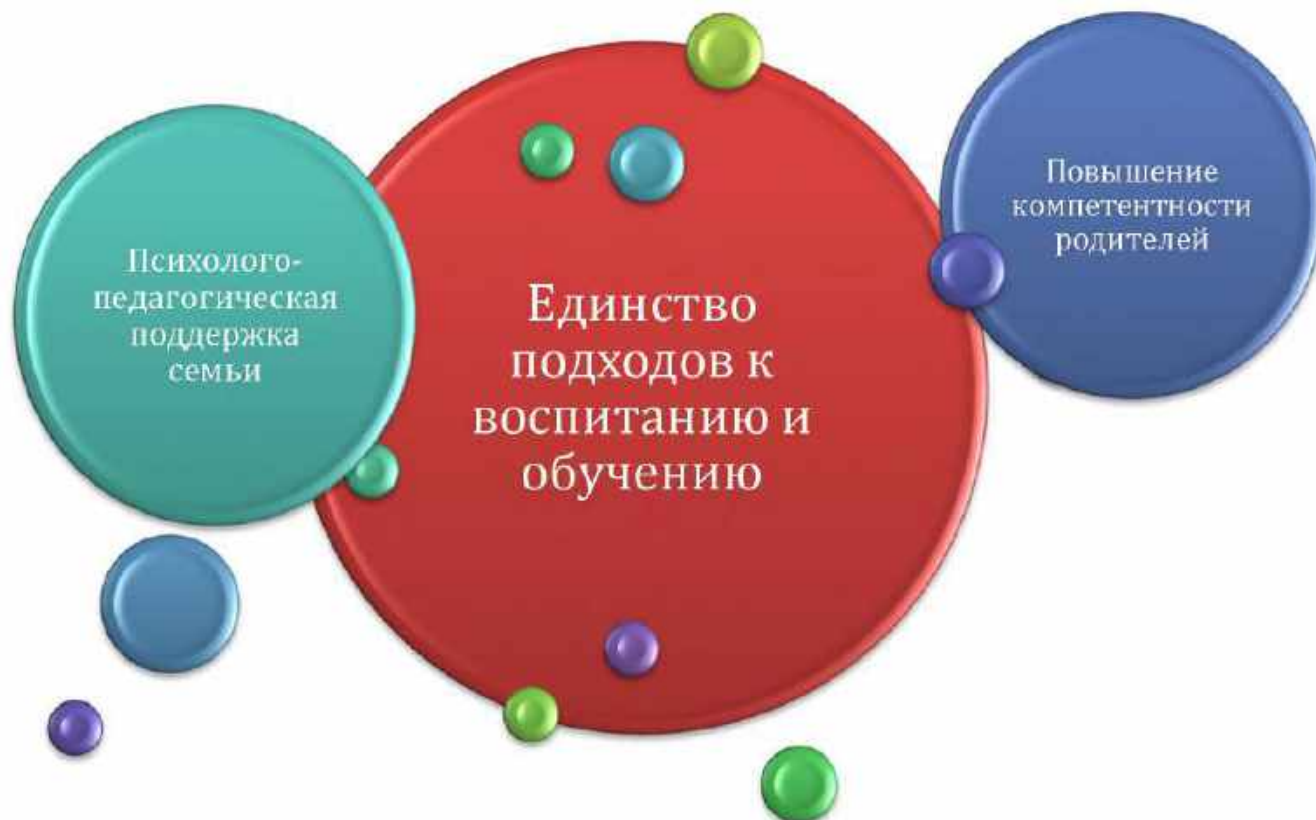 Психолого-
педагогическая
поддержка
семьи
Единство
подходов к
воспитанию и
обучению
Повышение
компетентности
родителей